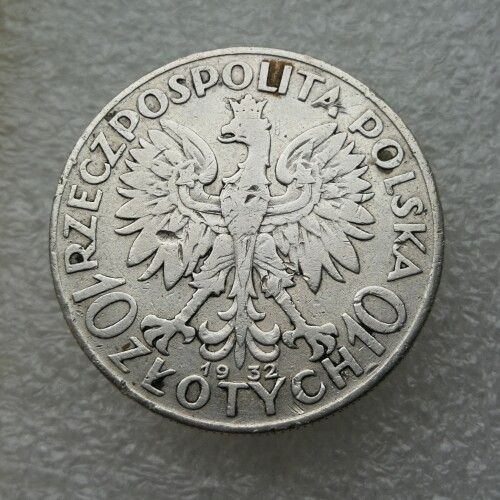 RZECZPOSPOLITA POLSKA
1932
10 ZŁOTYCH 10